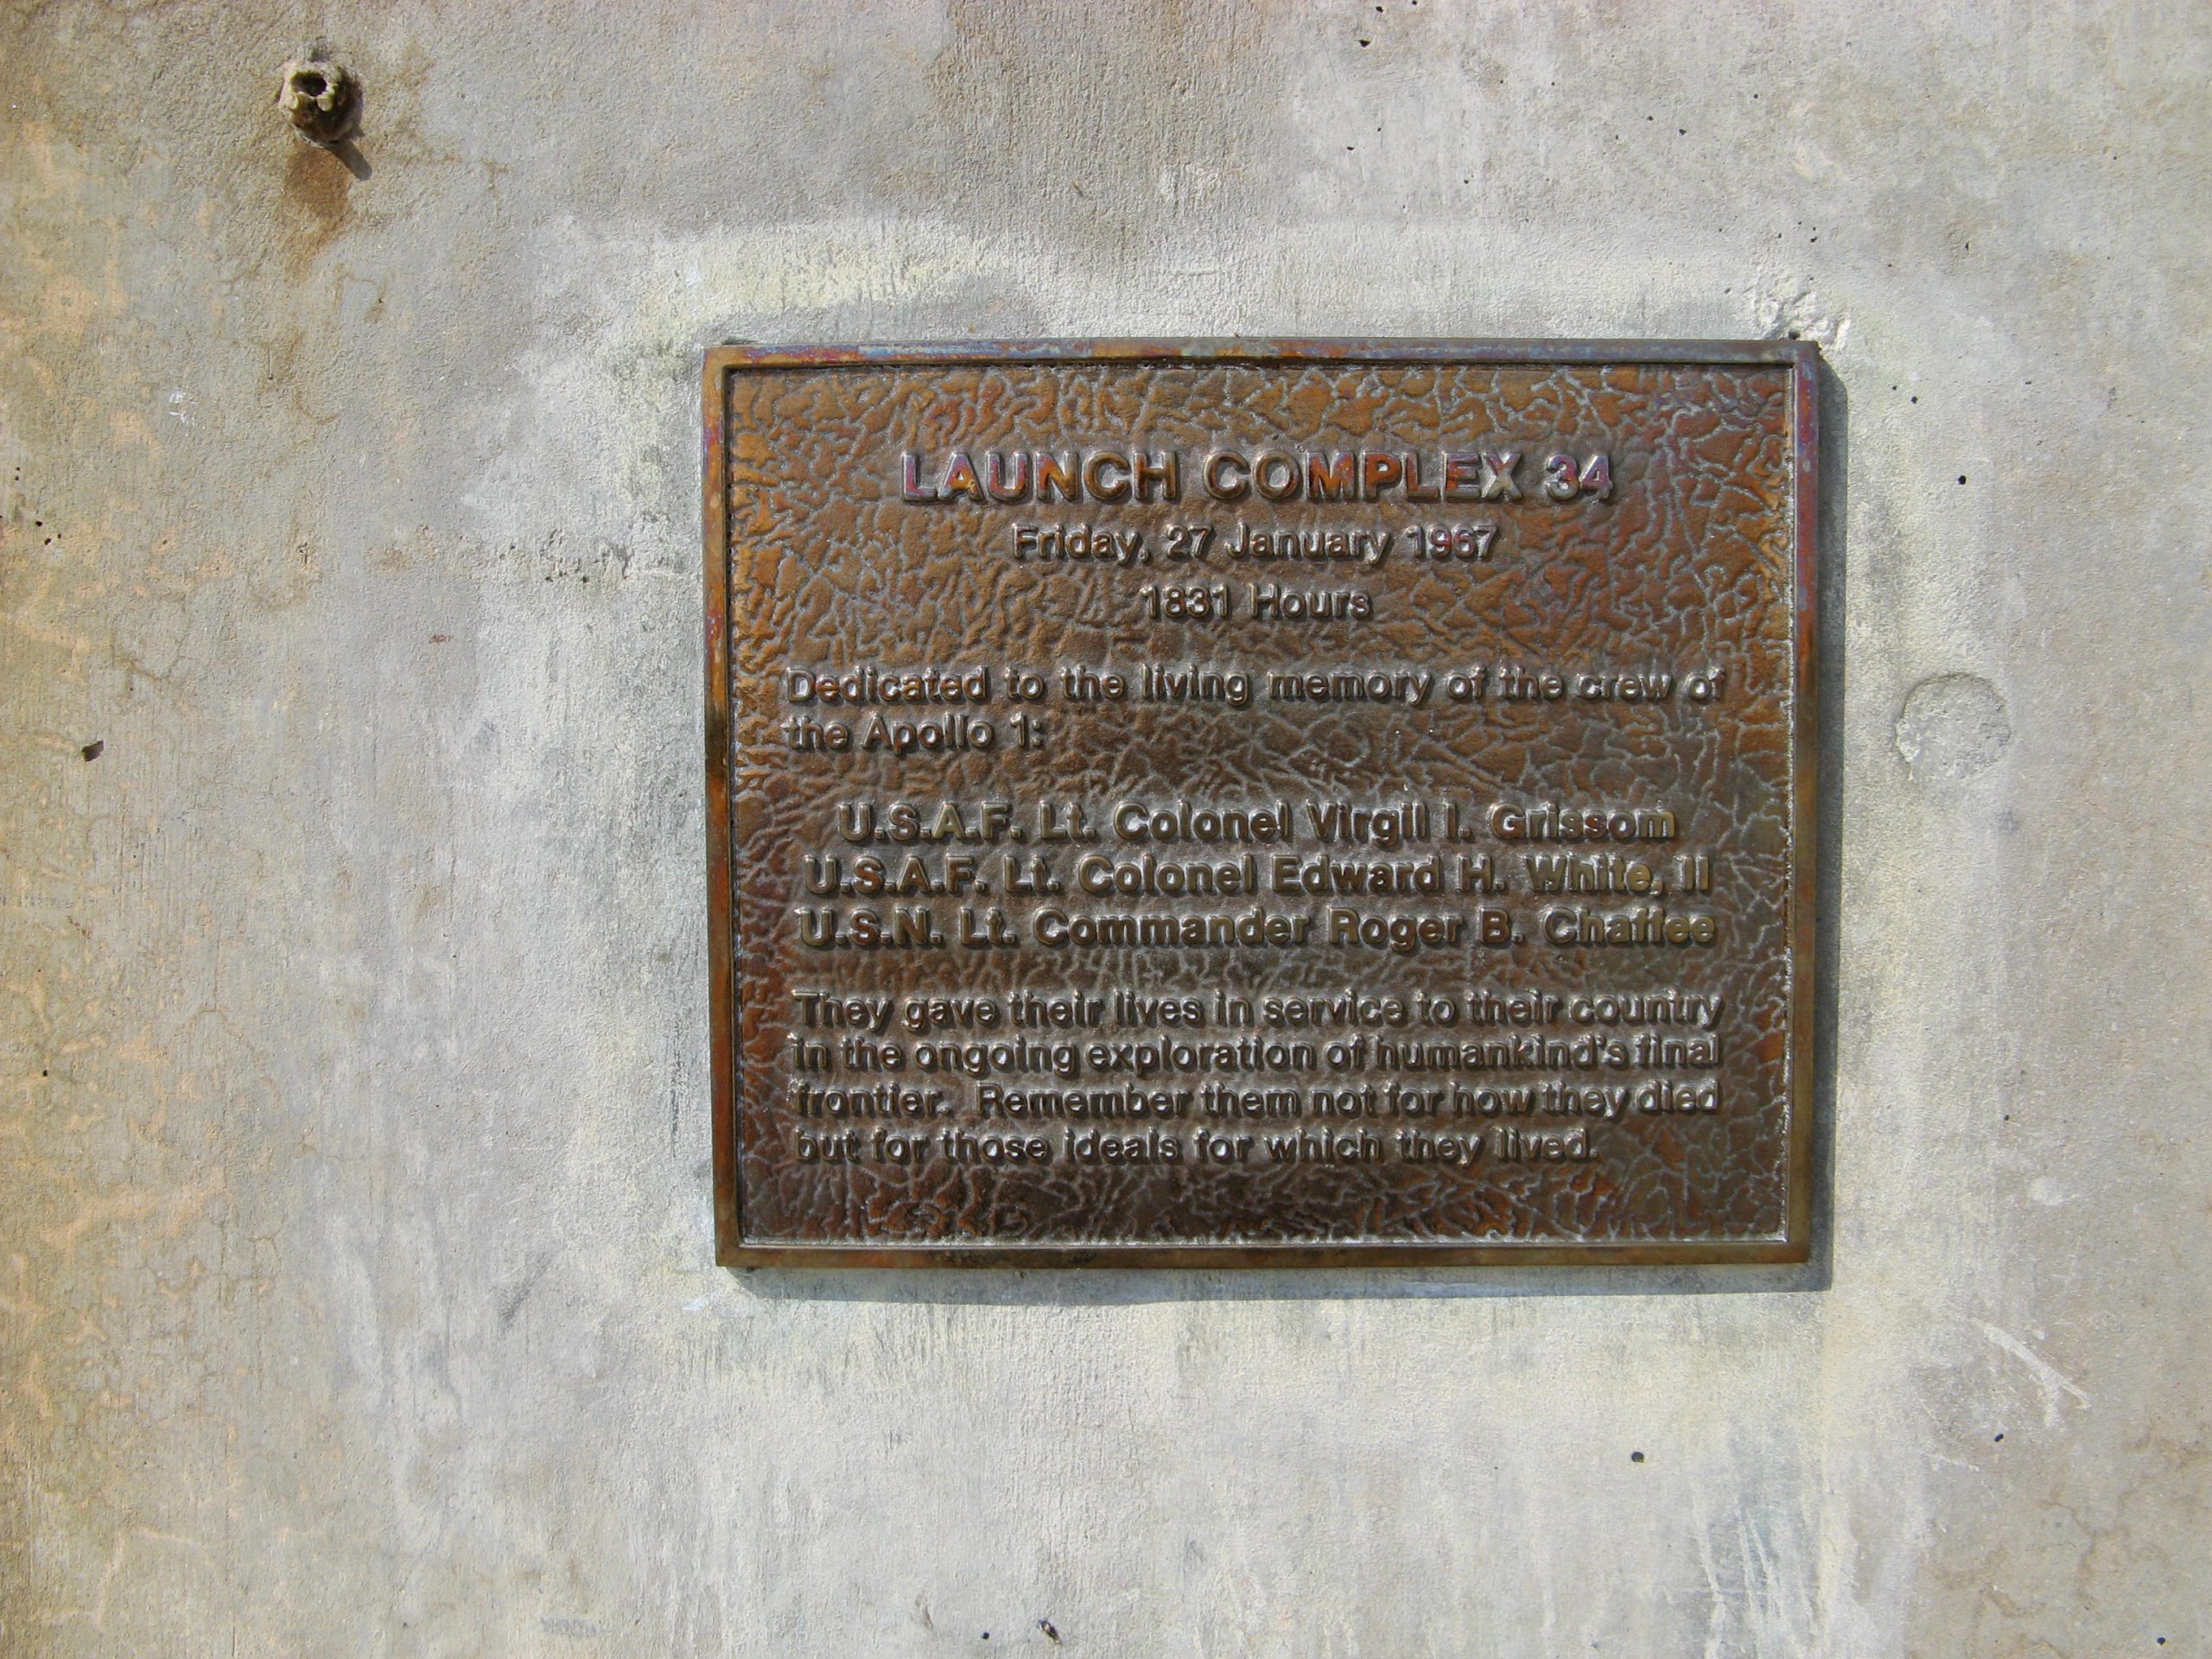 LAUNCH COMPLEX 34
Friday, 27 January 1967
1831 Hours
Dedicated to the living memory of the crew of
the Apollo 1:
U.S.A.F. Lt. Colonel Virgil I. Grissom
U.S.A.F. Lt. Colonel Edward H. White, II
U.S.N. Lt. Commander Roger B. Chaffee
They gave their lives in service to their country
in the ongoing exploration of humankind's final
frontier. Remember them not for how they died
but for those ideals for which they lived.